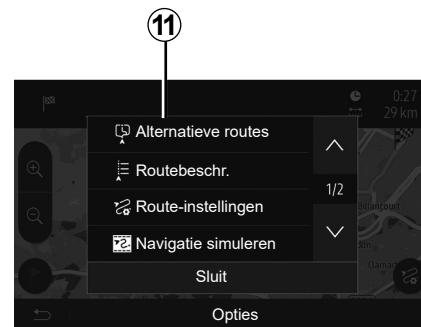 11
0:27
29 km
Alternatieve routes
Routebeschr.
1/2
Route-instellingen
Navigatie simuleren
Sluit
Opties